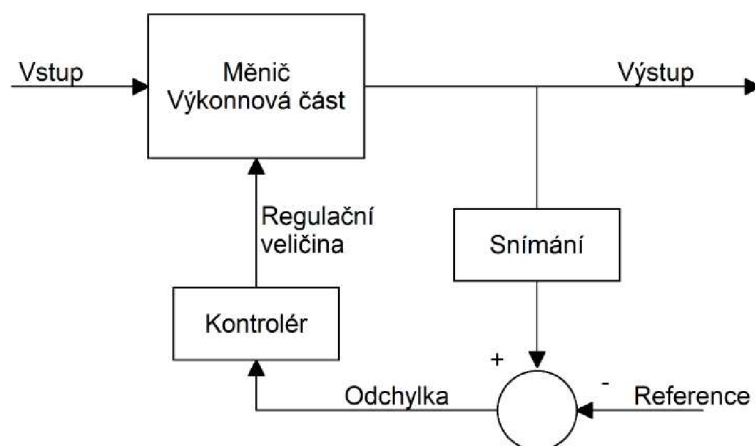 Vstup
Měnič
Výkonnová část
Výstup
Regulační
veličina
Snímání
Kontrolér
+
-
Odchylka
Reference